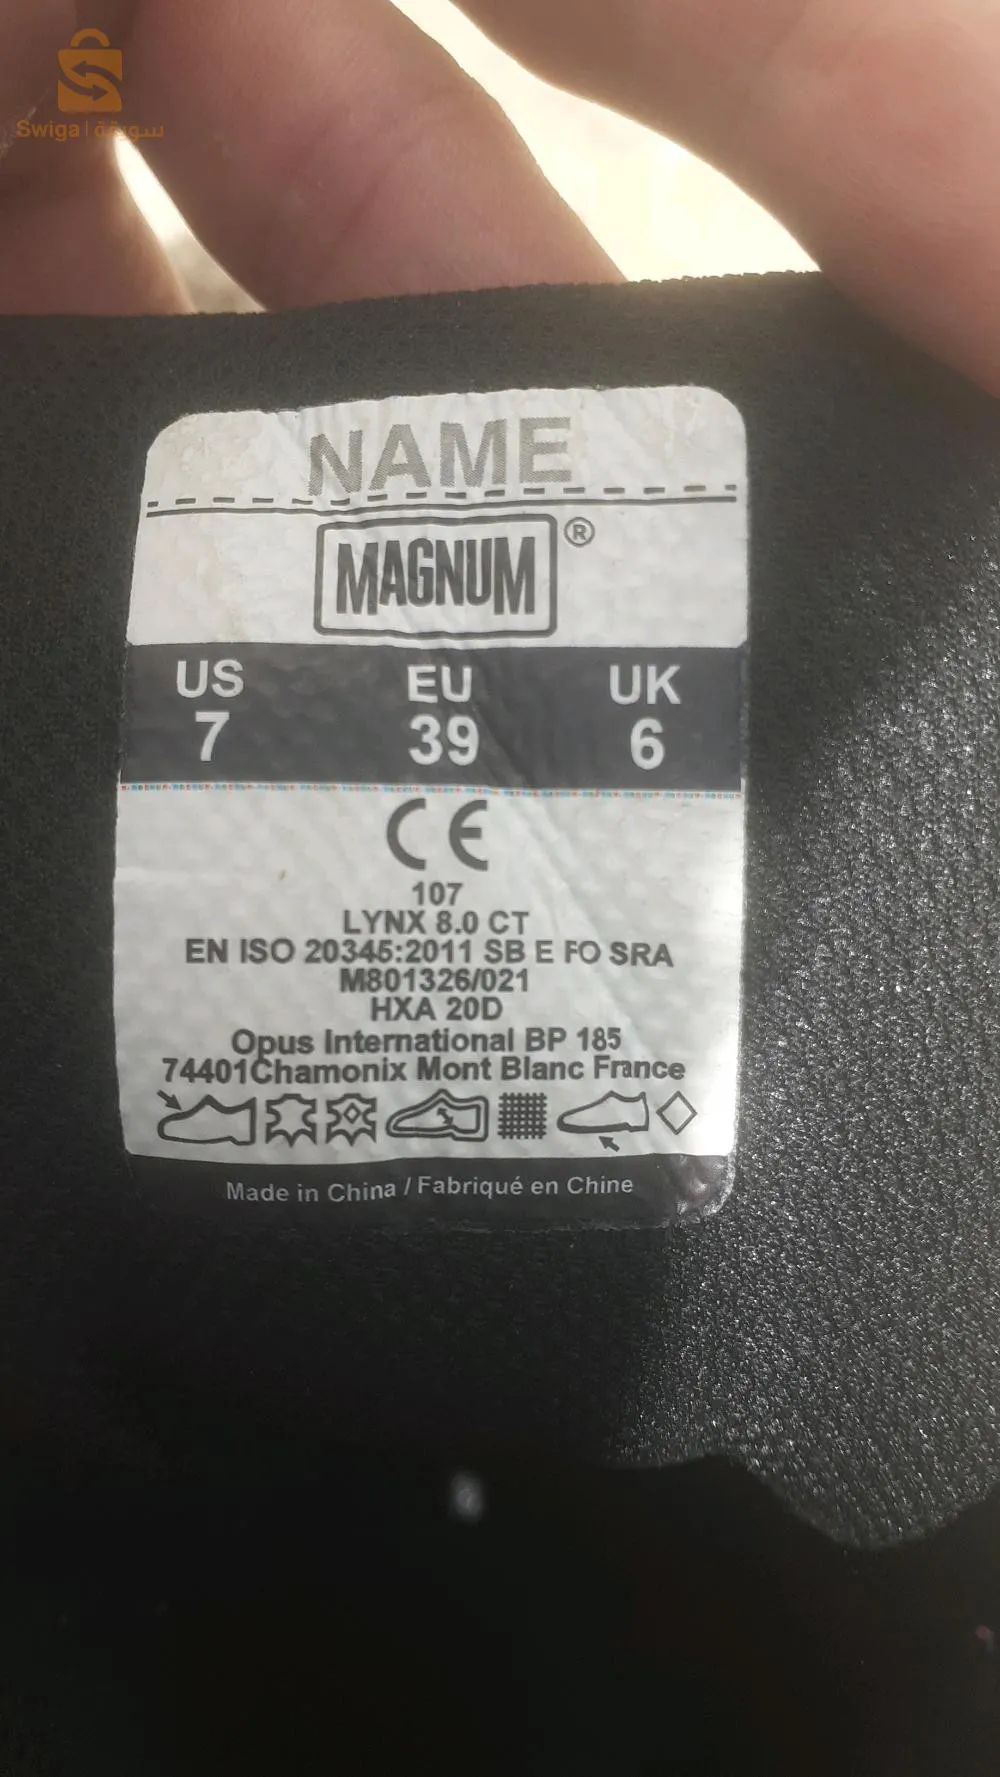 Swiga | سويقة
NAME
MAGNUM ®
US EU UK
7 39 6
CE
107
LYNX 8.0 CT
EN ISO 20345:2011 SB E FO SRA
M801326/021
HXA 20D
Opus International BP 185
74401Chamonix Mont Blanc France
Made in China / Fabriqué en Chine